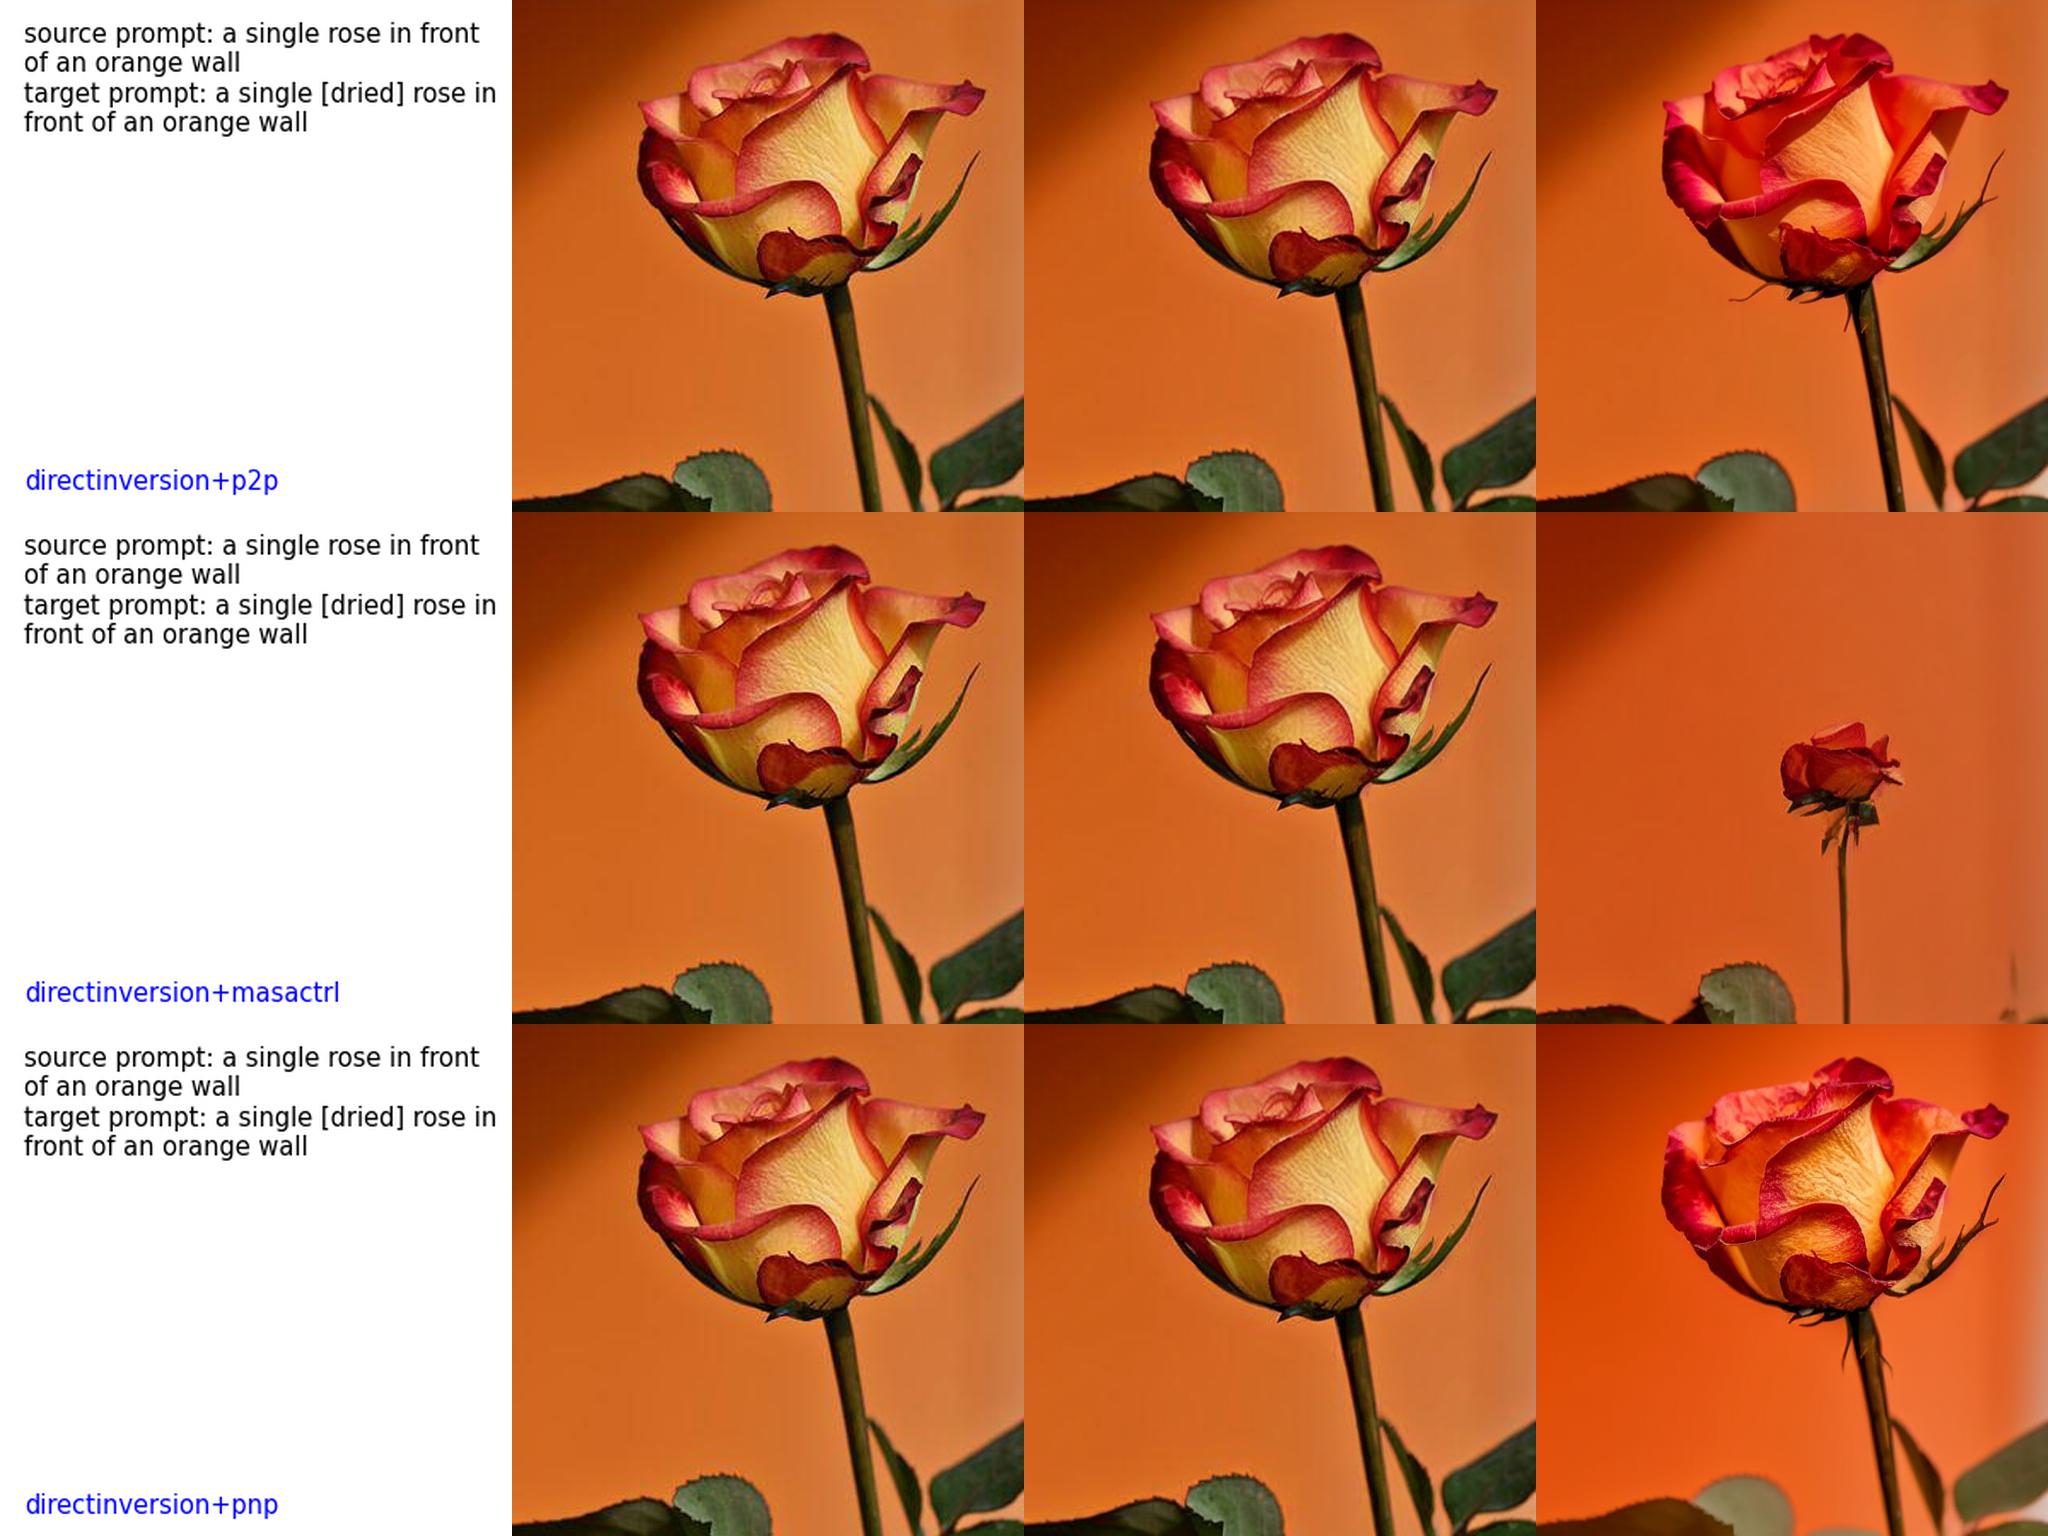 source prompt: a single rose in front
of an orange wall
target prompt: a single [dried] rose in
front of an orange wall
directinversion+p2p
source prompt: a single rose in front
of an orange wall
target prompt: a single [dried] rose in
front of an orange wall
directinversion+masactrl
source prompt: a single rose in front
of an orange wall
target prompt: a single [dried] rose in
front of an orange wall
directinversion+pnp